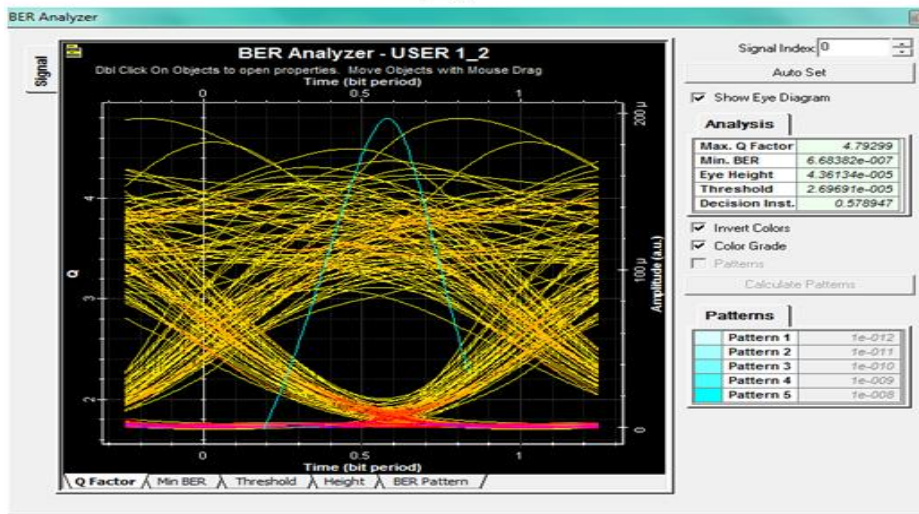 BER Analyzer
Signal
BER Analyzer - USER 1_2
Dbl Click On Objects to open properties. Move Objects with Mouse Drag
Time (bit period)
0 0.5 1
Q
4
3
2
Amplitude (a.u.)
200 µ
100 µ
0
0 0.5 1
Time (bit period)
Q Factor Min BER Threshold Height BER Pattern
Signal Index: 0
Auto Set
Show Eye Diagram
Analysis
Max. Q Factor 4.79299
Min. BER 6.68382e-007
Eye Height 4.36134e-005
Threshold 2.69691e-005
Decision Inst. 0.578947
Invert Colors
Color Grade
Patterns
Calculate Patterns
Patterns
Pattern 1 1e-012
Pattern 2 1e-011
Pattern 3 1e-010
Pattern 4 1e-009
Pattern 5 1e-008